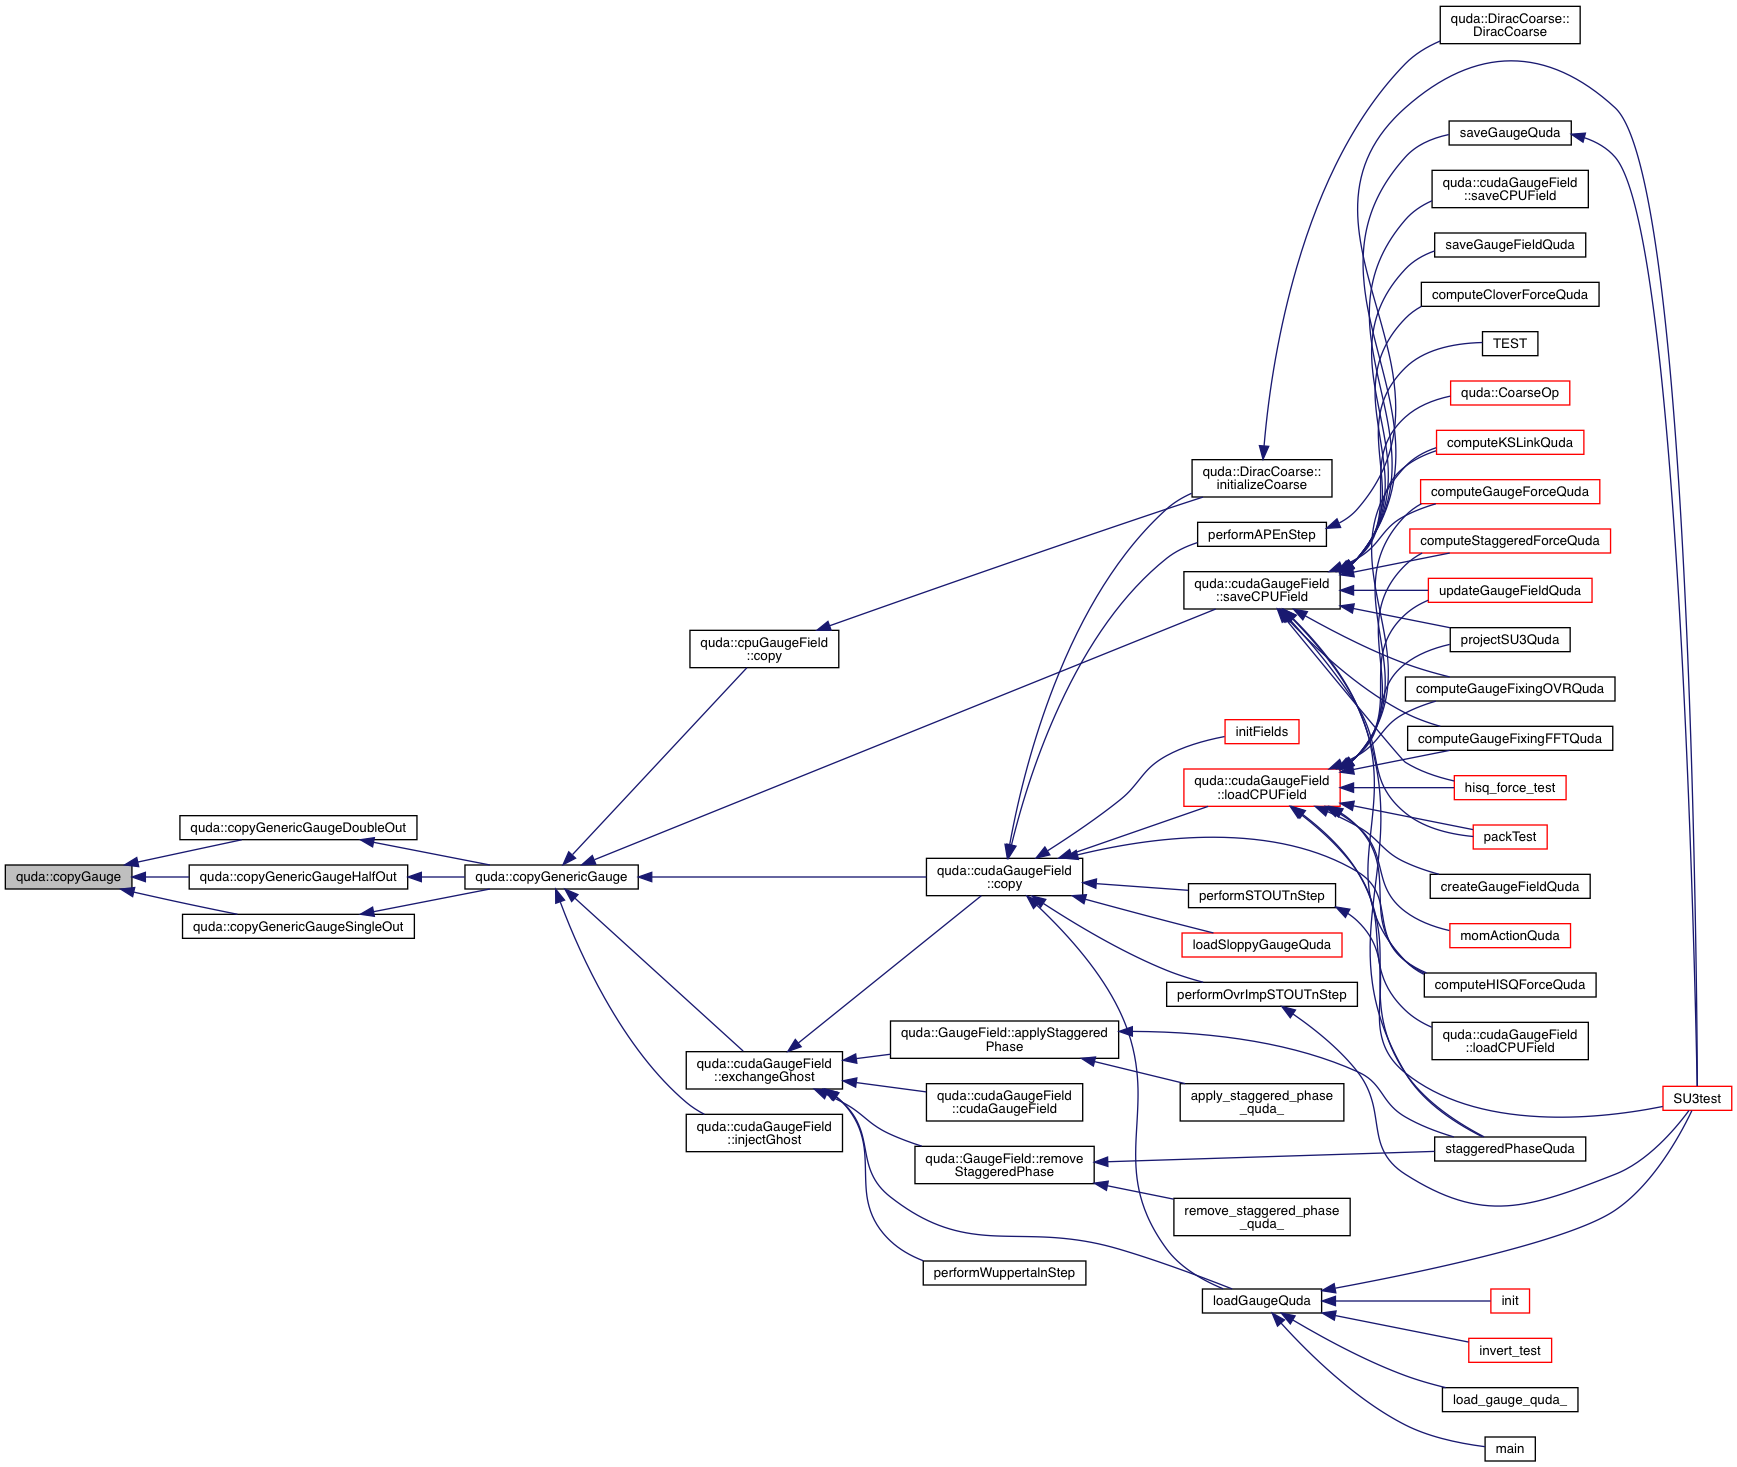 quda::DiracCoarse::
DiracCoarse
saveGaugeQuda
quda::cudaGaugeField
::saveCPUField
saveGaugeFieldQuda
computeCloverForceQuda
TEST
quda::CoarseOp
computeKSLinkQuda
quda::DiracCoarse::
initializeCoarse
computeGaugeForceQuda
performAPEnStep
computeStaggeredForceQuda
quda::cudaGaugeField
::saveCPUField
updateGaugeFieldQuda
projectSU3Quda
quda::cpuGaugeField
::copy
computeGaugeFixingOVRQuda
initFields
computeGaugeFixingFFTQuda
quda::cudaGaugeField
::loadCPUField
hisq_force_test
quda::copyGenericGaugeDoubleOut
packTest
quda::copyGauge
quda::copyGenericGaugeHalfOut
quda::copyGenericGauge
quda::cudaGaugeField
::copy
createGaugeFieldQuda
performSTOUTnStep
quda::copyGenericGaugeSingleOut
momActionQuda
loadSloppyGaugeQuda
computeHISQForceQuda
performOvrImpSTOUTnStep
quda::GaugeField::applyStaggered
Phase
quda::cudaGaugeField
::loadCPUField
quda::cudaGaugeField
::exchangeGhost
quda::cudaGaugeField
::cudaGaugeField
apply_staggered_phase
_quda_
SU3test
quda::cudaGaugeField
::injectGhost
staggeredPhaseQuda
quda::GaugeField::remove
StaggeredPhase
remove_staggered_phase
_quda_
performWuppertalnStep
loadGaugeQuda
init
invert_test
load_gauge_quda_
main